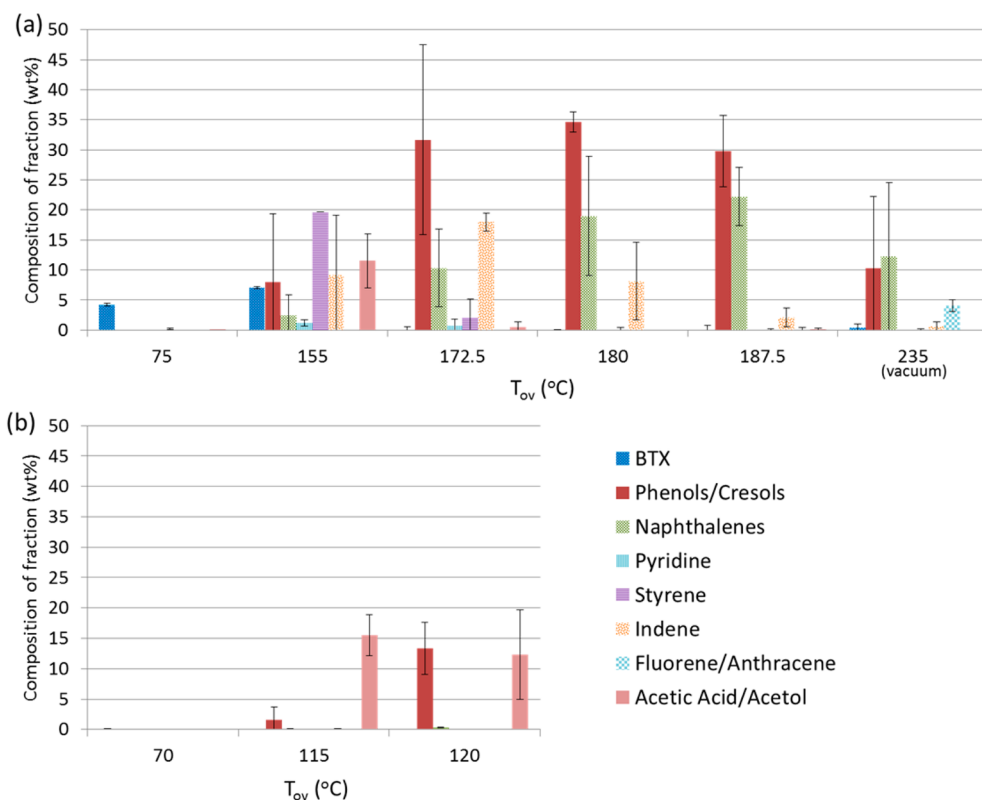 (a)
Composition of fraction (wt%)
50
45
40
35
30
25
20
15
10
5
0
75 155 172.5 180 187.5 235
(vacuum)
Tov (°C)
(b)
Composition of fraction (wt%)
50
45
40
35
30
25
20
15
10
5
0
70 115 120
Tov (°C)
BTX
Phenols/Cresols
Naphthalenes
Pyridine
Styrene
Indene
Fluorene/Anthracene
Acetic Acid/Acetol